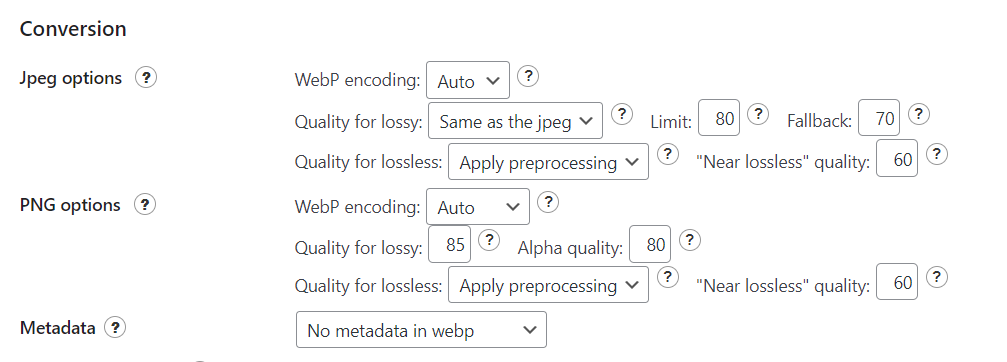 Conversion
Jpeg options ? WebP encoding: Auto ?
Quality for lossy: Same as the jpeg ? Limit: 80 ? Fallback: 70 ?
Quality for lossless: Apply preprocessing ? "Near lossless" quality: 60 ?
PNG options ? WebP encoding: Auto ?
Quality for lossy: 85 ? Alpha quality: 80 ?
Quality for lossless: Apply preprocessing ? "Near lossless" quality: 60 ?
Metadata ? No metadata in webp